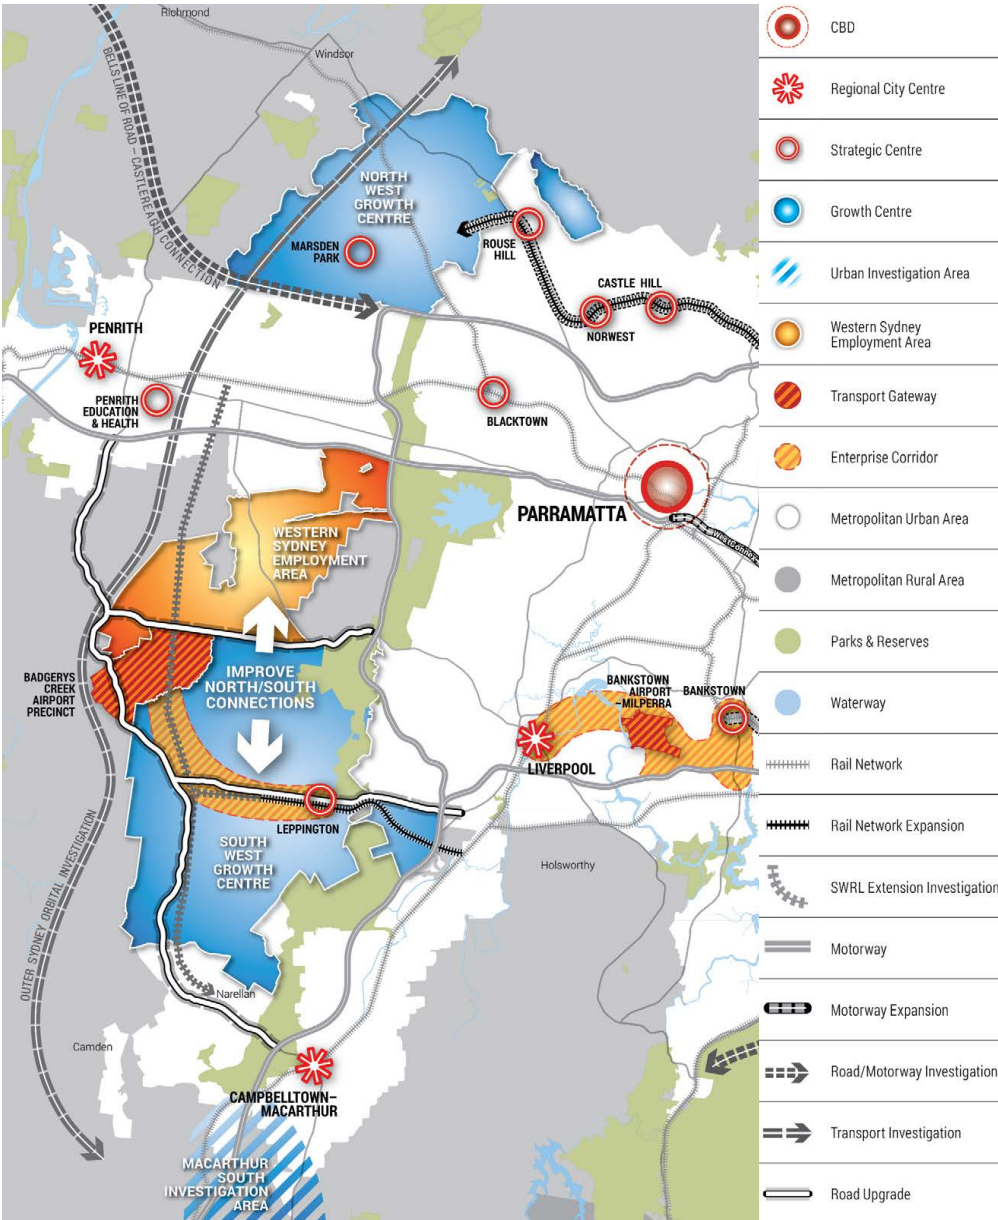 Richmond
Windsor
BELLS LINE OF ROAD – CASTLEREAGH CONNECTION
NORTH
WEST
GROWTH
CENTRE
MARSDEN
PARK
ROUSE
HILL
CASTLE HILL
NORWEST
PENRITH
PENRITH
EDUCATION
& HEALTH
BLACKTOWN
PARRAMATTA
WestConnex
WESTERN
SYDNEY
EMPLOYMENT
AREA
IMPROVE
NORTH/SOUTH
CONNECTIONS
BADGERYS
CREEK
AIRPORT
PRECINCT
BANKSTOWN
AIRPORT
–MILPERRA
BANKSTOWN
LIVERPOOL
LEPPINGTON
SOUTH
WEST
GROWTH
CENTRE
Holsworthy
OUTER SYDNEY ORBITAL INVESTIGATION
Narellan
Camden
CAMPBELLTOWN–
MACARTHUR
MACARTHUR
SOUTH
INVESTIGATION
AREA
CBD
Regional City Centre
Strategic Centre
Growth Centre
Urban Investigation Area
Western Sydney
Employment Area
Transport Gateway
Enterprise Corridor
Metropolitan Urban Area
Metropolitan Rural Area
Parks & Reserves
Waterway
Rail Network
Rail Network Expansion
SWRL Extension Investigation
Motorway
Motorway Expansion
Road/Motorway Investigation
Transport Investigation
Road Upgrade